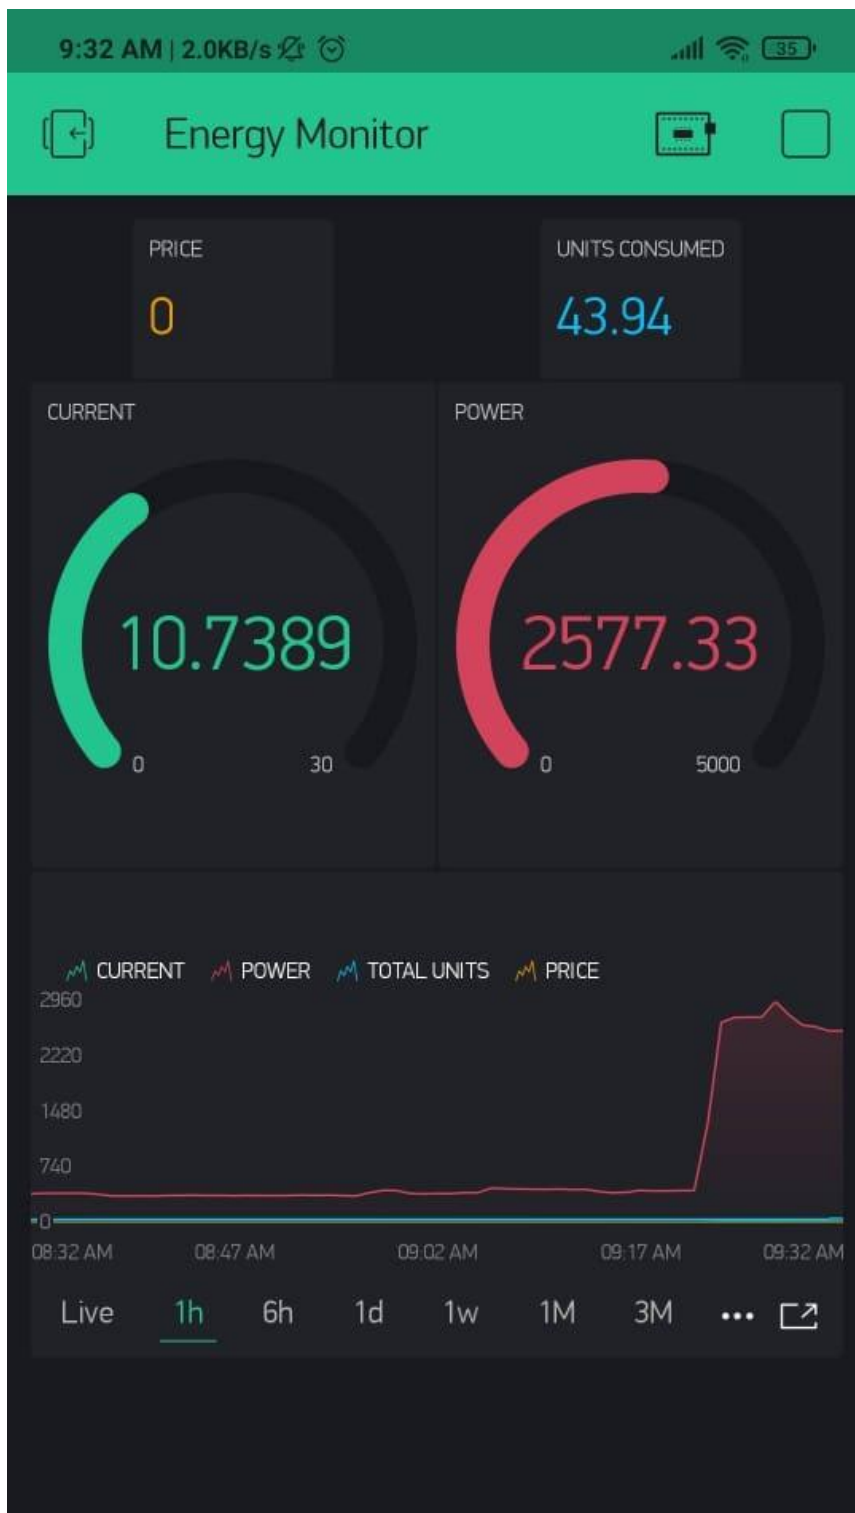 9:32 AM | 2.0KB/s 35
Energy Monitor
PRICE UNITS CONSUMED
0 43.94
CURRENT POWER
10.7389 2577.33
0 30 0 5000
CURRENT POWER TOTAL UNITS PRICE
2960
2220
1480
740
0
08:32 AM 08:47 AM 09:02 AM 09:17 AM 09:32 AM
Live 1h 6h 1d 1w 1M 3M ...